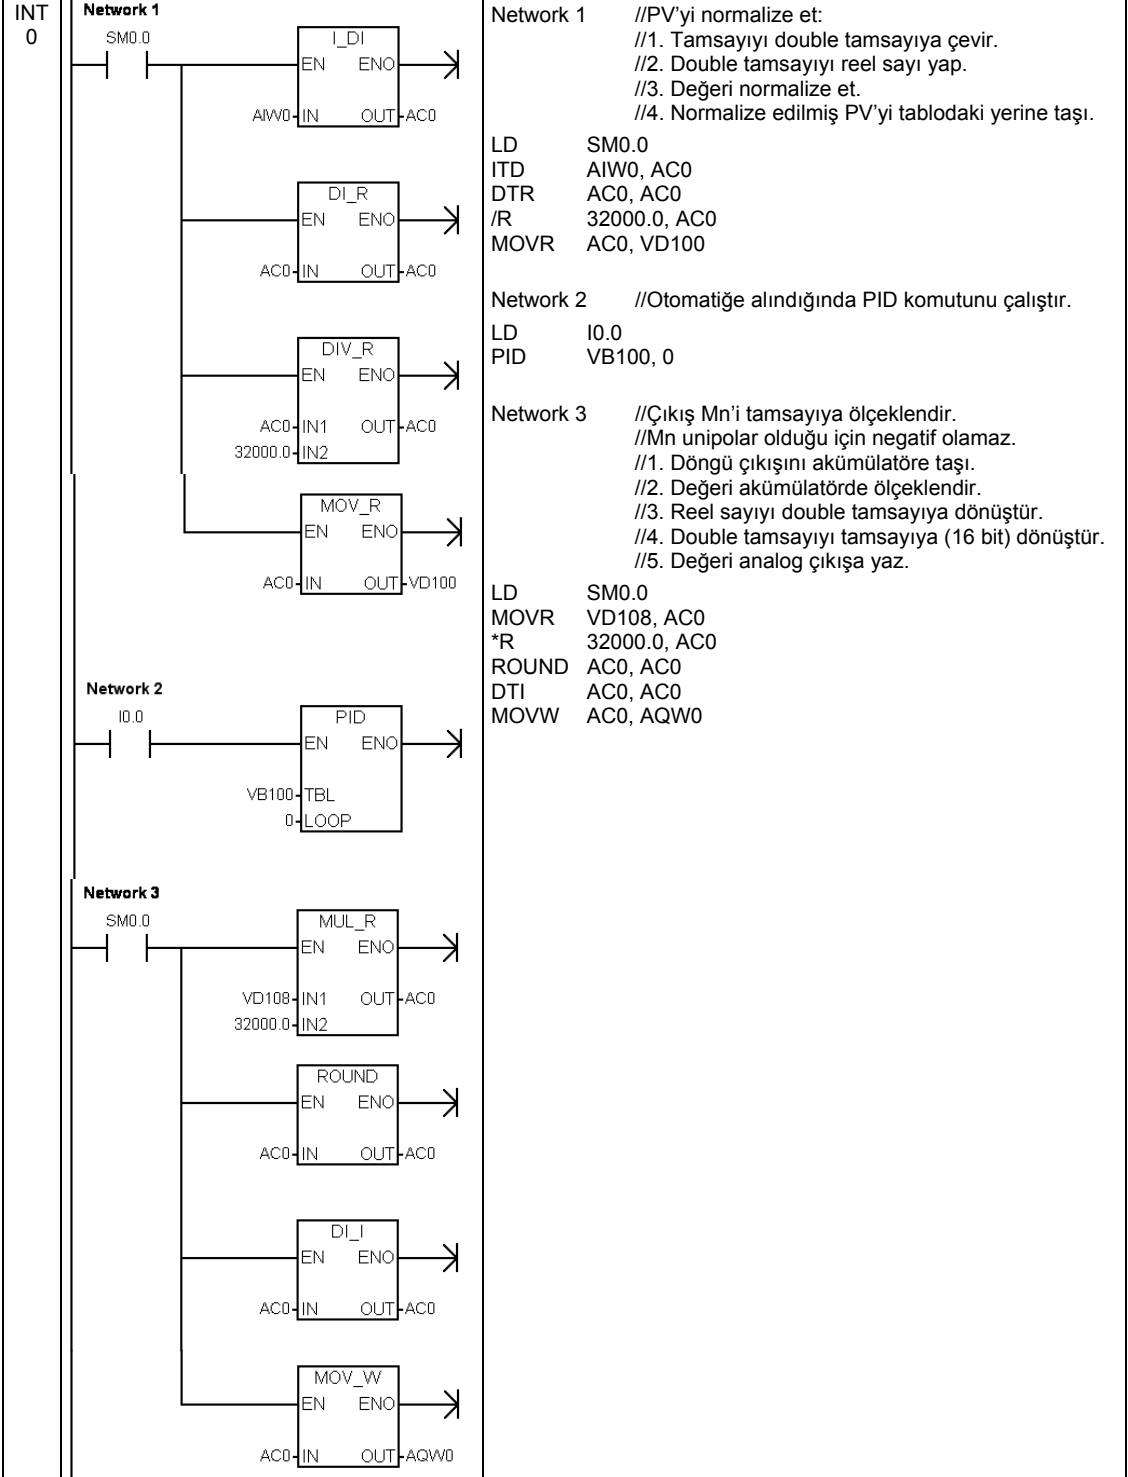 INT
0
Network 1
SM0.0
I_DI
EN ENO
AIW0 IN OUT AC0
DI_R
EN ENO
AC0 IN OUT AC0
DIV_R
EN ENO
AC0 IN1 OUT AC0
32000.0 IN2
MOV_R
EN ENO
AC0 IN OUT VD100
Network 2
I0.0
PID
EN ENO
VB100 TBL
0 LOOP
Network 3
SM0.0
MUL_R
EN ENO
VD108 IN1 OUT AC0
32000.0 IN2
ROUND
EN ENO
AC0 IN OUT AC0
DI_I
EN ENO
AC0 IN OUT AC0
MOV_W
EN ENO
AC0 IN OUT AQW0
Network 1 //PV’yi normalize et:
//1. Tamsayıyı double tamsayıya çevir.
//2. Double tamsayıyı reel sayı yap.
//3. Değeri normalize et.
//4. Normalize edilmiş PV’yi tablodaki yerine taşı.
LD SM0.0
ITD AIW0, AC0
DTR AC0, AC0
/R 32000.0, AC0
MOVR AC0, VD100
Network 2 //Otomatiğe alındığında PID komutunu çalıştır.
LD I0.0
PID VB100, 0
Network 3 //Çıkış Mn’i tamsayıya ölçeklendir.
//Mn unipolar olduğu için negatif olamaz.
//1. Döngü çıkışını akümülatöre taşı.
//2. Değeri akümülatörde ölçeklendir.
//3. Reel sayıyı double tamsayıya dönüştür.
//4. Double tamsayıyı tamsayıya (16 bit) dönüştür.
//5. Değeri analog çıkışa yaz.
LD SM0.0
MOVR VD108, AC0
*R 32000.0, AC0
ROUND AC0, AC0
DTI AC0, AC0
MOVW AC0, AQW0